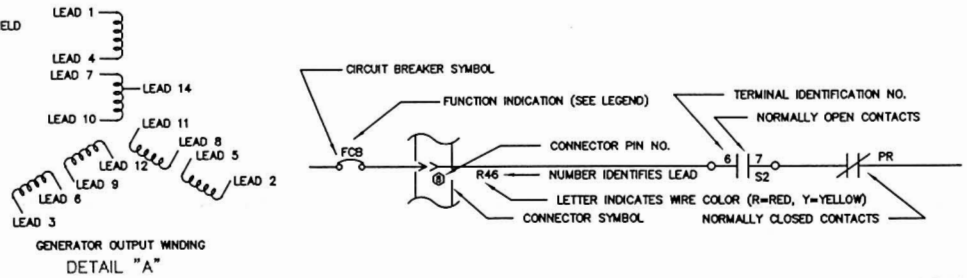 LEAD 1
ELD
LEAD 4
LEAD 7
LEAD 14
LEAD 10
LEAD 11
LEAD 8
LEAD 12
LEAD 5
LEAD 9
LEAD 2
LEAD 6
LEAD 3
GENERATOR OUTPUT WINDING
DETAIL "A"
CIRCUIT BREAKER SYMBOL
FUNCTION INDICATION (SEE LEGEND)
FCB
CONNECTOR PIN NO.
R46
NUMBER IDENTIFIES LEAD
LETTER INDICATES WIRE COLOR (R=RED, Y=YELLOW)
CONNECTOR SYMBOL
TERMINAL IDENTIFICATION NO.
NORMALLY OPEN CONTACTS
6
7
S2
PR
NORMALLY CLOSED CONTACTS